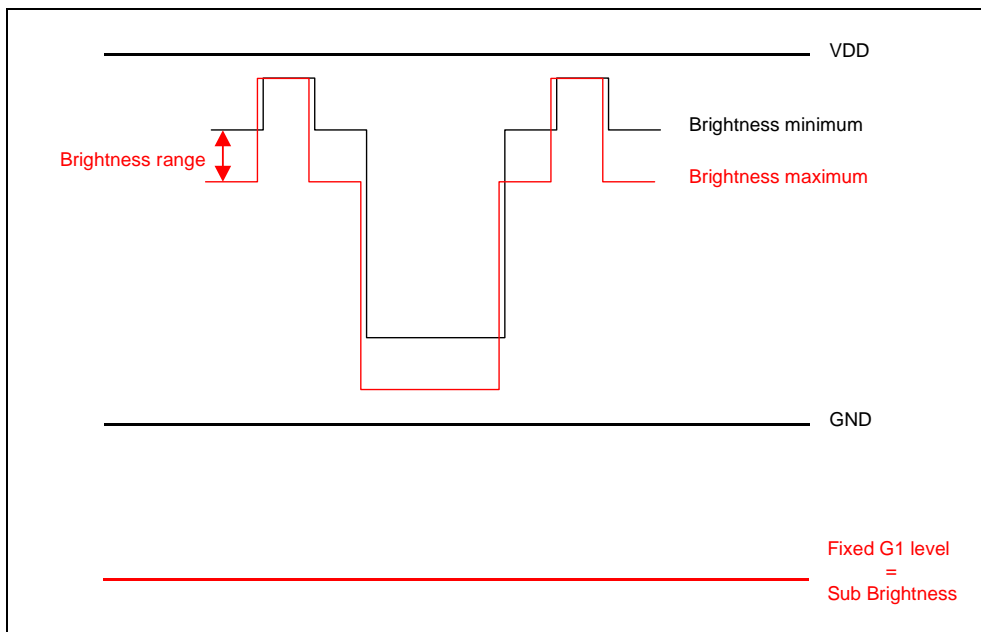 VDD
Brightness minimum
Brightness range
Brightness maximum
GND
Fixed G1 level
=
Sub Brightness